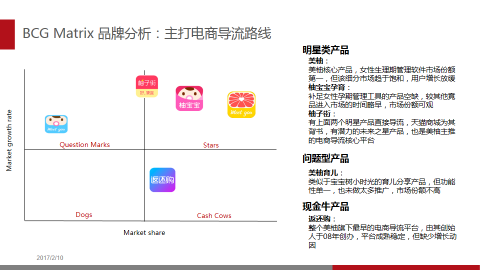 BCG Matrix 品牌分析：主打电商导流路线
明星类产品
美柚：
美柚核心产品，女性生理期管理软件市场份额
第一，但该细分市场趋于饱和，用户增长放缓
柚宝宝孕育：
补足女性孕期管理工具的产品空缺，较其他竞
品进入市场的时间略早，市场份额可观
柚子街：
有上面两个明星产品直接导流，天猫商城为其
背书，有潜力的未来之星产品，也是美柚主推
的电商导流核心平台
问题型产品
美柚育儿：
类似于宝宝树小时光的育儿分享产品，但功能
性单一，也未做太多推广，市场份额不高
现金牛产品
返还购：
整个美柚旗下最早的电商导流平台，由其创始
人于08年创办，平台成熟稳定，但缺少增长动
因
Market growth rate
柚子街
柚宝宝
Question Marks
Stars
返还购
Dogs
Cash Cows
Market share
2017/2/10